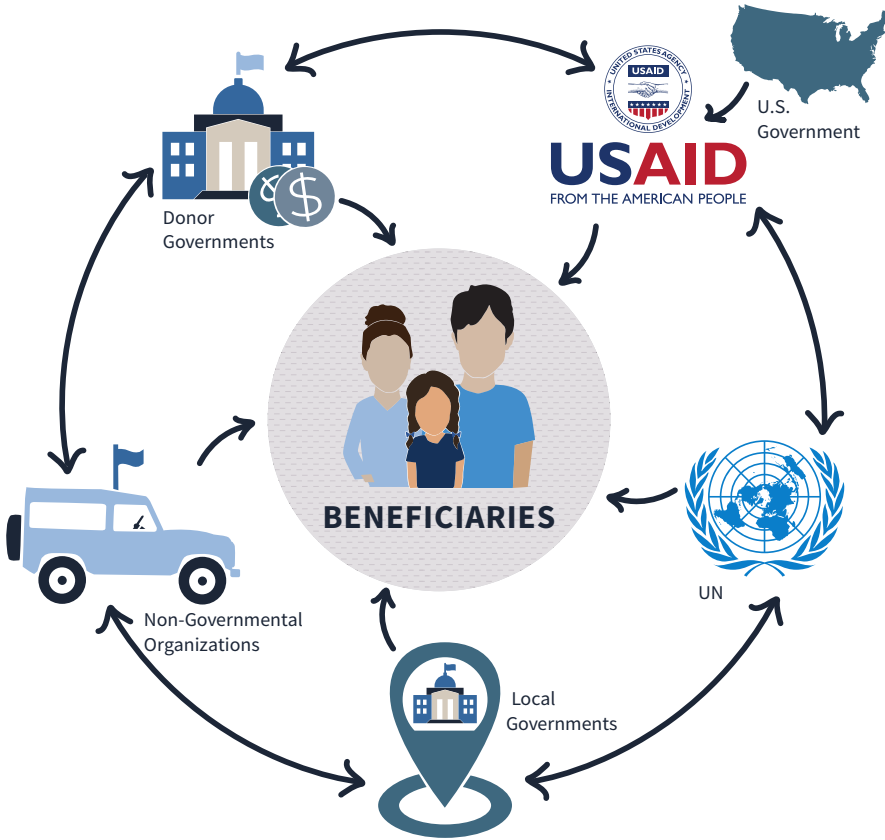 UNITED STATES AGENCY
USAID
INTERNATIONAL DEVELOPMENT
USAID
FROM THE AMERICAN PEOPLE
U.S.
Government
Donor
Governments
$
BENEFICIARIES
UN
Non-Governmental
Organizations
Local
Governments